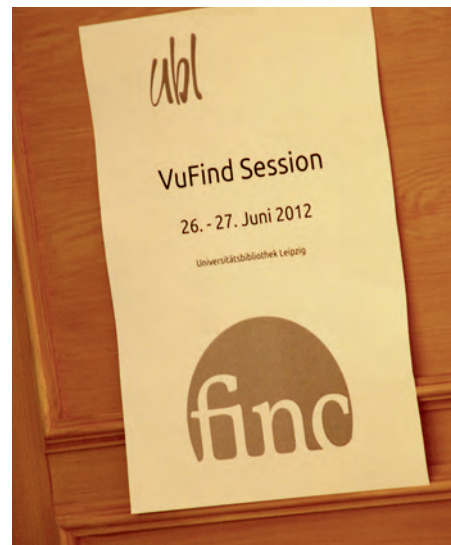 ubl
VuFind Session
26. - 27. Juni 2012
Universitätsbibliothek Leipzig
finc